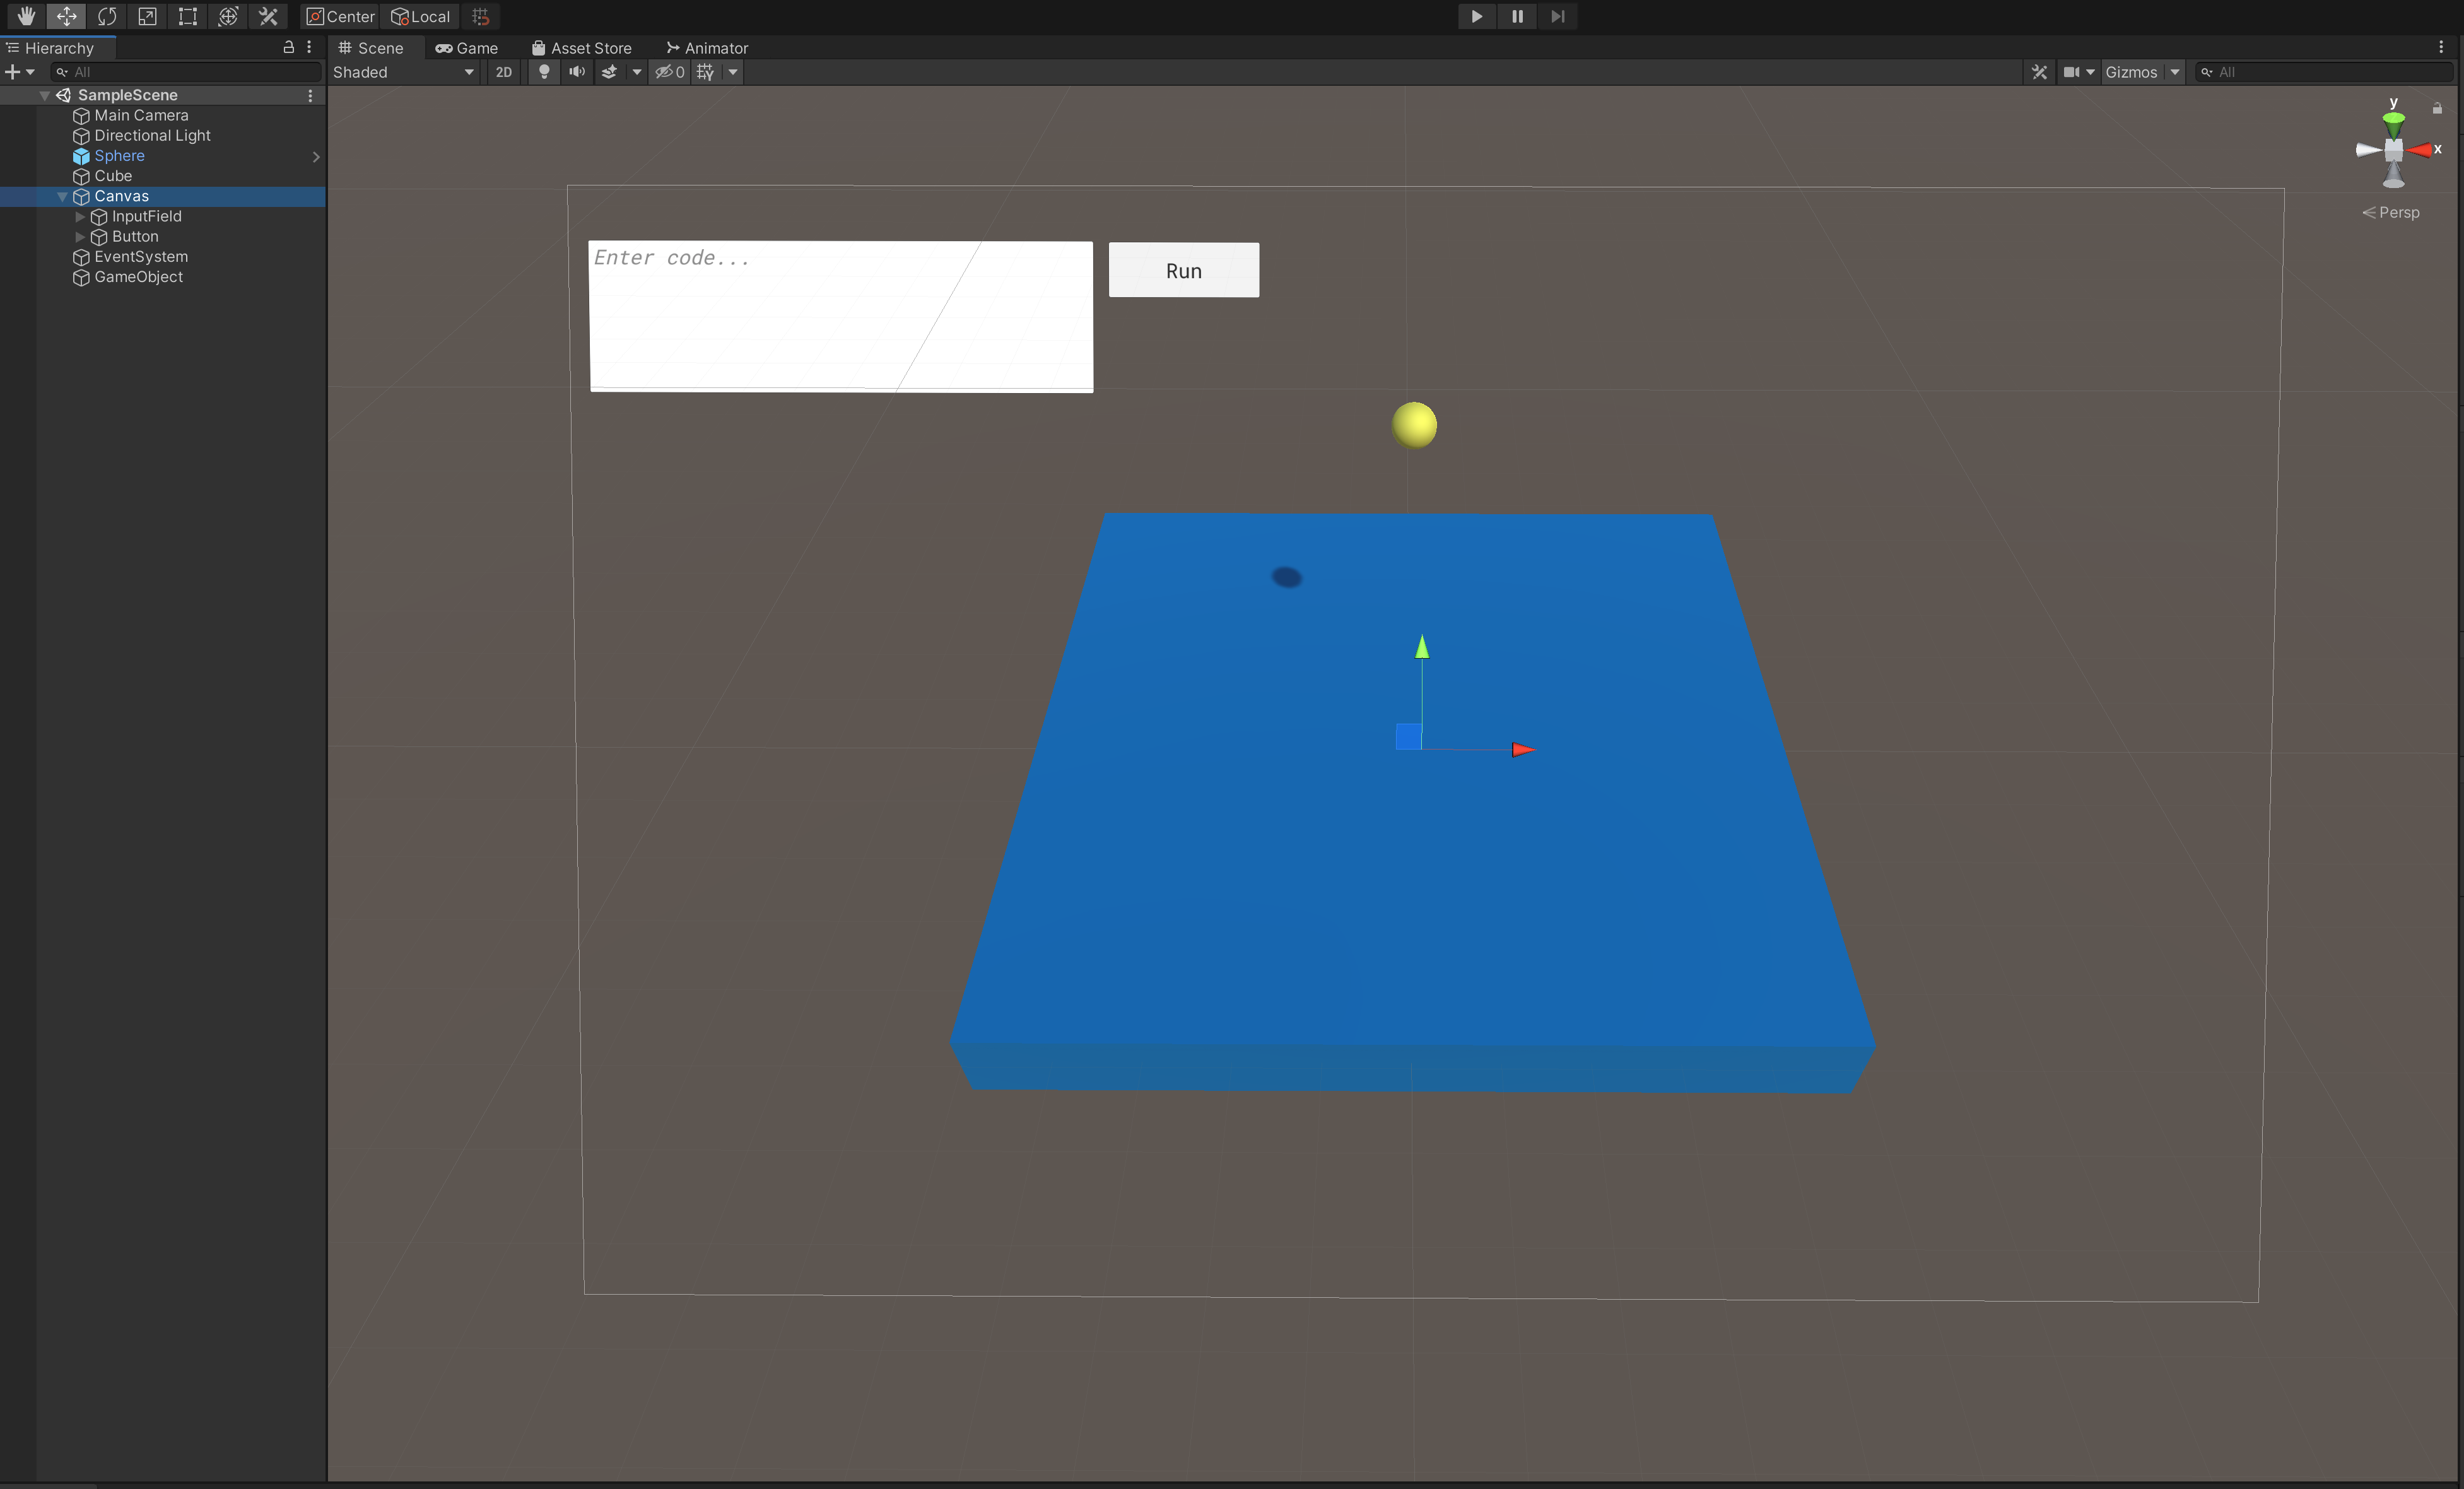 Center Local
Hierarchy
Scene Game Asset Store Animator
All
Shaded 2D 0 Gizmos All
SampleScene
Main Camera
Directional Light
Sphere
Cube
Canvas
InputField
Button
EventSystem
GameObject
Enter code...
Run
y
x
Persp